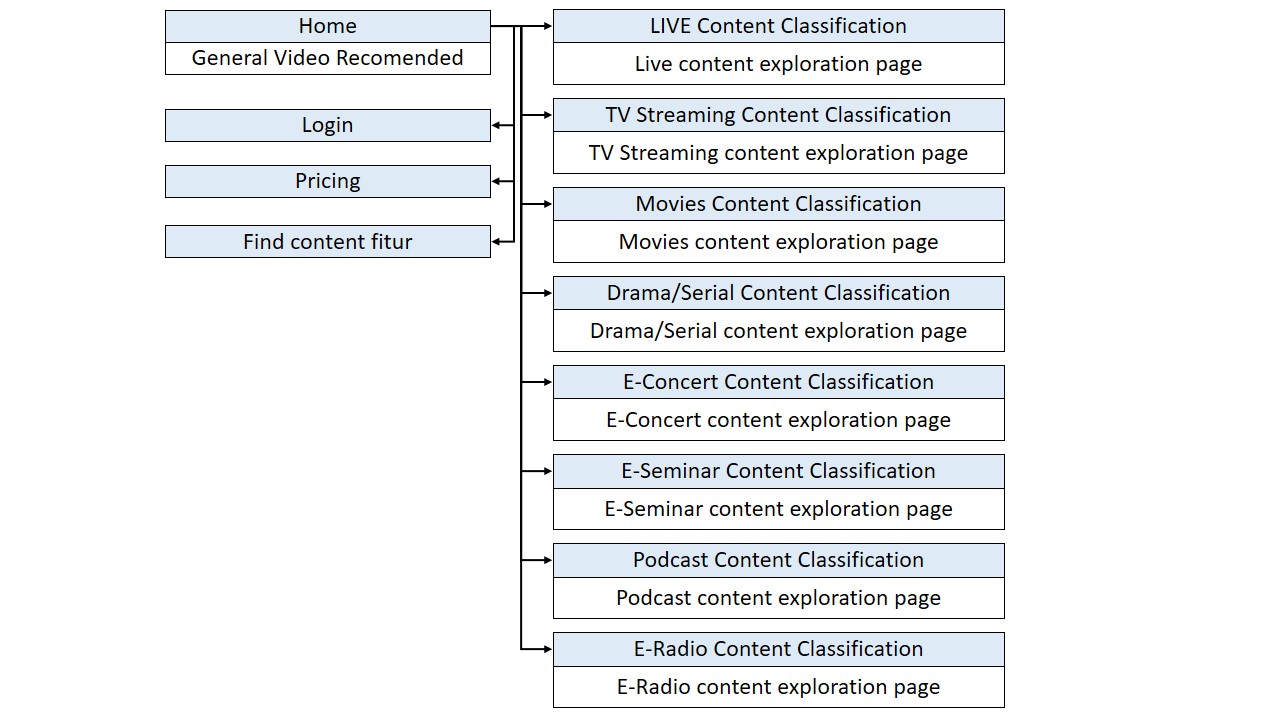 Home
General Video Recomended
Login
Pricing
Find content fitur
LIVE Content Classification
Live content exploration page
TV Streaming Content Classification
TV Streaming content exploration page
Movies Content Classification
Movies content exploration page
Drama/Serial Content Classification
Drama/Serial content exploration page
E-Concert Content Classification
E-Concert content exploration page
E-Seminar Content Classification
E-Seminar content exploration page
Podcast Content Classification
Podcast content exploration page
E-Radio Content Classification
E-Radio content exploration page